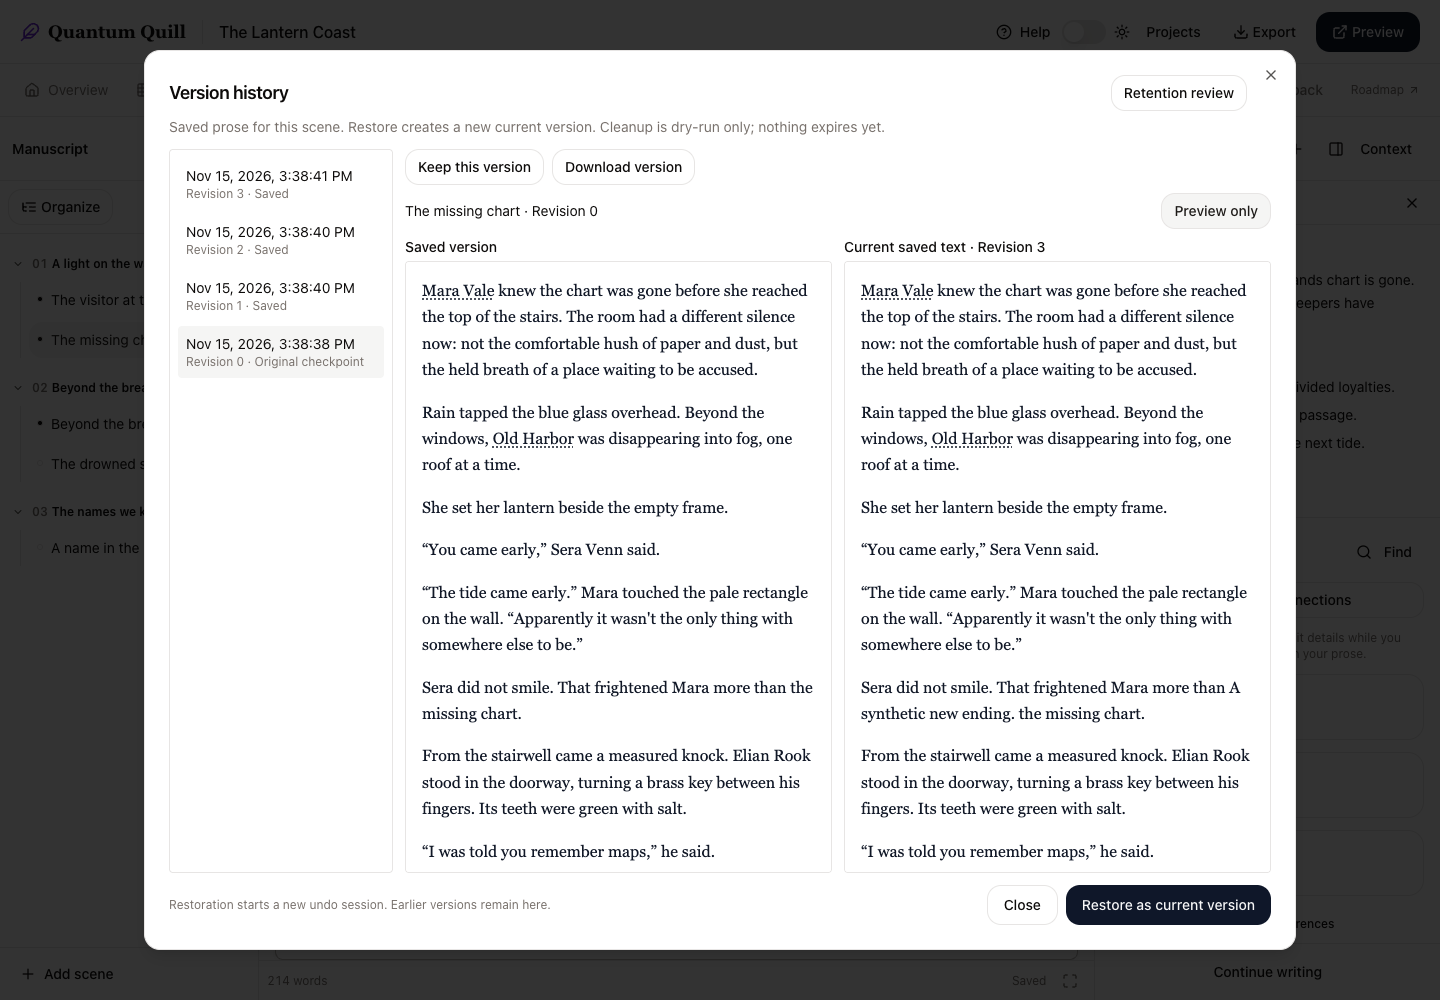 Quantum Quill
The Lantern Coast
Help
Projects
Export
Preview
Overview
Roadmap
Manuscript
Context
Organize
01 A light on the w
The visitor at t
The missing ch
02 Beyond the brea
Beyond the bre
The drowned s
03 The names we k
A name in the
Add scene
Version history
Retention review
Saved prose for this scene. Restore creates a new current version. Cleanup is dry-run only; nothing expires yet.
Nov 15, 2026, 3:38:41 PM
Revision 3 · Saved
Nov 15, 2026, 3:38:40 PM
Revision 2 · Saved
Nov 15, 2026, 3:38:40 PM
Revision 1 · Saved
Nov 15, 2026, 3:38:38 PM
Revision 0 · Original checkpoint
Keep this version
Download version
The missing chart · Revision 0
Preview only
Saved version
Mara Vale knew the chart was gone before she reached
the top of the stairs. The room had a different silence
now: not the comfortable hush of paper and dust, but
the held breath of a place waiting to be accused.
Rain tapped the blue glass overhead. Beyond the
windows, Old Harbor was disappearing into fog, one
roof at a time.
She set her lantern beside the empty frame.
“You came early,” Sera Venn said.
“The tide came early.” Mara touched the pale rectangle
on the wall. “Apparently it wasn't the only thing with
somewhere else to be.”
Sera did not smile. That frightened Mara more than the
missing chart.
From the stairwell came a measured knock. Elian Rook
stood in the doorway, turning a brass key between his
fingers. Its teeth were green with salt.
“I was told you remember maps,” he said.
Current saved text · Revision 3
Mara Vale knew the chart was gone before she reached
the top of the stairs. The room had a different silence
now: not the comfortable hush of paper and dust, but
the held breath of a place waiting to be accused.
Rain tapped the blue glass overhead. Beyond the
windows, Old Harbor was disappearing into fog, one
roof at a time.
She set her lantern beside the empty frame.
“You came early,” Sera Venn said.
“The tide came early.” Mara touched the pale rectangle
on the wall. “Apparently it wasn't the only thing with
somewhere else to be.”
Sera did not smile. That frightened Mara more than A
synthetic new ending. the missing chart.
From the stairwell came a measured knock. Elian Rook
stood in the doorway, turning a brass key between his
fingers. Its teeth were green with salt.
“I was told you remember maps,” he said.
Restoration starts a new undo session. Earlier versions remain here.
Close
Restore as current version
214 words
Saved
ands chart is gone.
eepers have
ivided loyalties.
passage.
e next tide.
Find
nections
it details while you
your prose.
rences
Continue writing